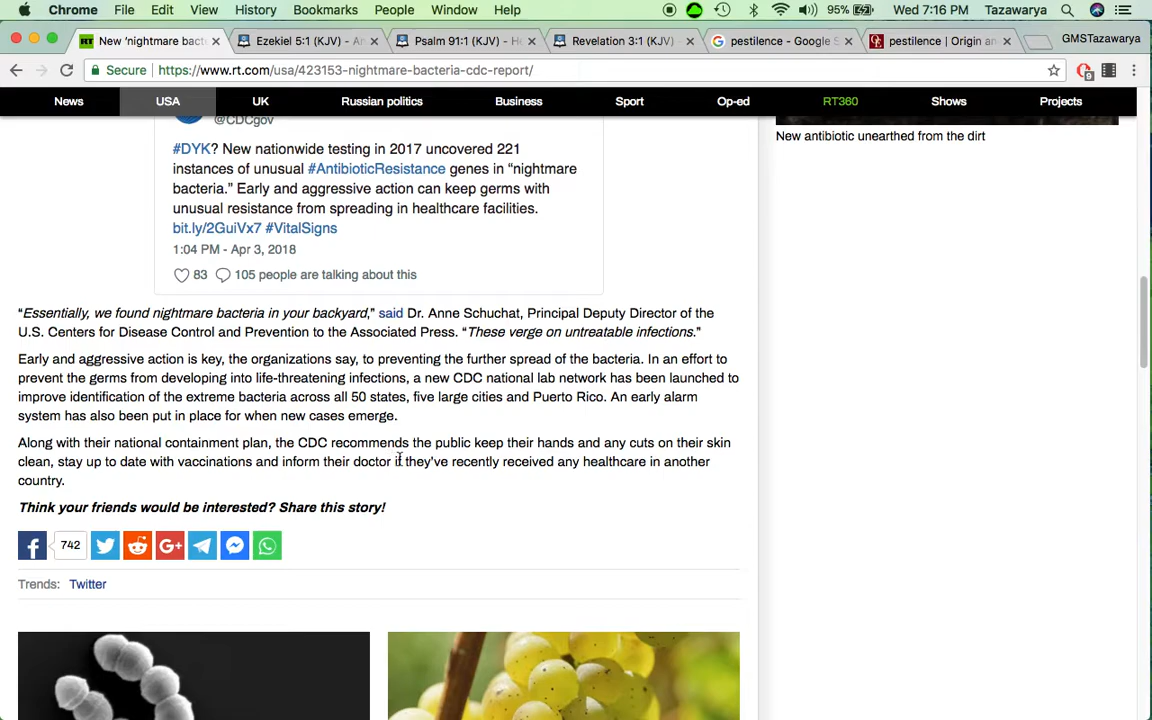 Chrome File Edit View History Bookmarks People Window Help 95% Wed 7:16 PM Tazawarya
New 'nightmare bact Ezekiel 5:1 (KJV) - An Psalm 91:1 (KJV) - He Revelation 3:1 (KJV) - pestilence - Google S pestilence | Origin an GMSTazawarya
Secure https://www.rt.com/usa/423153-nightmare-bacteria-cdc-report/
News USA UK Russian politics Business Sport Op-ed RT360 Shows Projects
@CDCgov
New antibiotic unearthed from the dirt
#DYK? New nationwide testing in 2017 uncovered 221
instances of unusual #AntibioticResistance genes in “nightmare
bacteria.” Early and aggressive action can keep germs with
unusual resistance from spreading in healthcare facilities.
bit.ly/2GuiVx7 #VitalSigns
1:04 PM - Apr 3, 2018
83 105 people are talking about this
“Essentially, we found nightmare bacteria in your backyard,” said Dr. Anne Schuchat, Principal Deputy Director of the
U.S. Centers for Disease Control and Prevention to the Associated Press. “These verge on untreatable infections.”
Early and aggressive action is key, the organizations say, to preventing the further spread of the bacteria. In an effort to
prevent the germs from developing into life-threatening infections, a new CDC national lab network has been launched to
improve identification of the extreme bacteria across all 50 states, five large cities and Puerto Rico. An early alarm
system has also been put in place for when new cases emerge.
Along with their national containment plan, the CDC recommends the public keep their hands and any cuts on their skin
clean, stay up to date with vaccinations and inform their doctor if they’ve recently received any healthcare in another
country.
Think your friends would be interested? Share this story!
742
Trends: Twitter